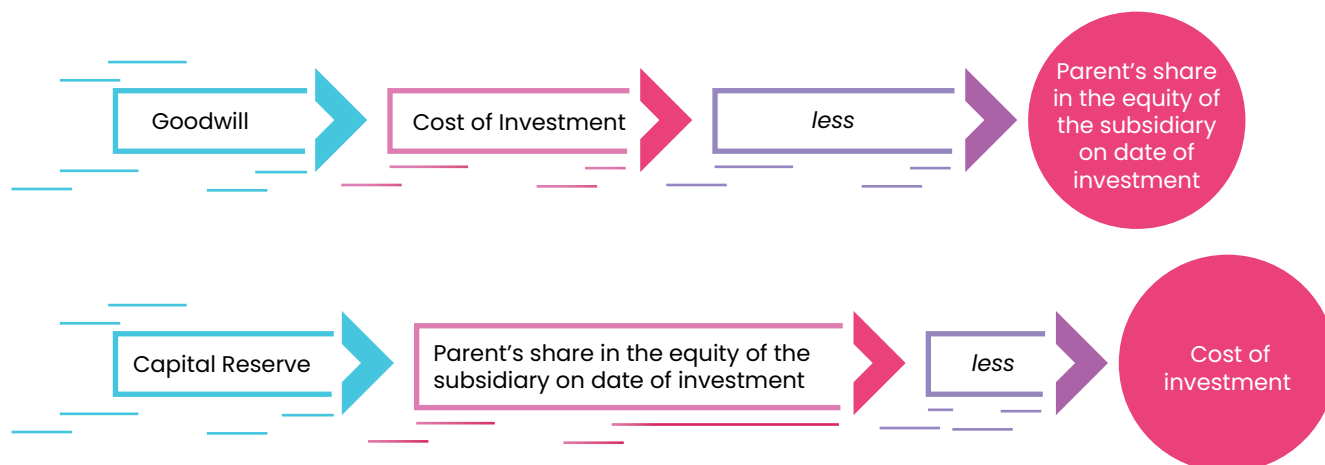 Goodwill
Cost of Investment
less
Parent’s share
in the equity of
the subsidiary
on date of
investment
Capital Reserve
Parent’s share in the equity of the
subsidiary on date of investment
less
Cost of
investment